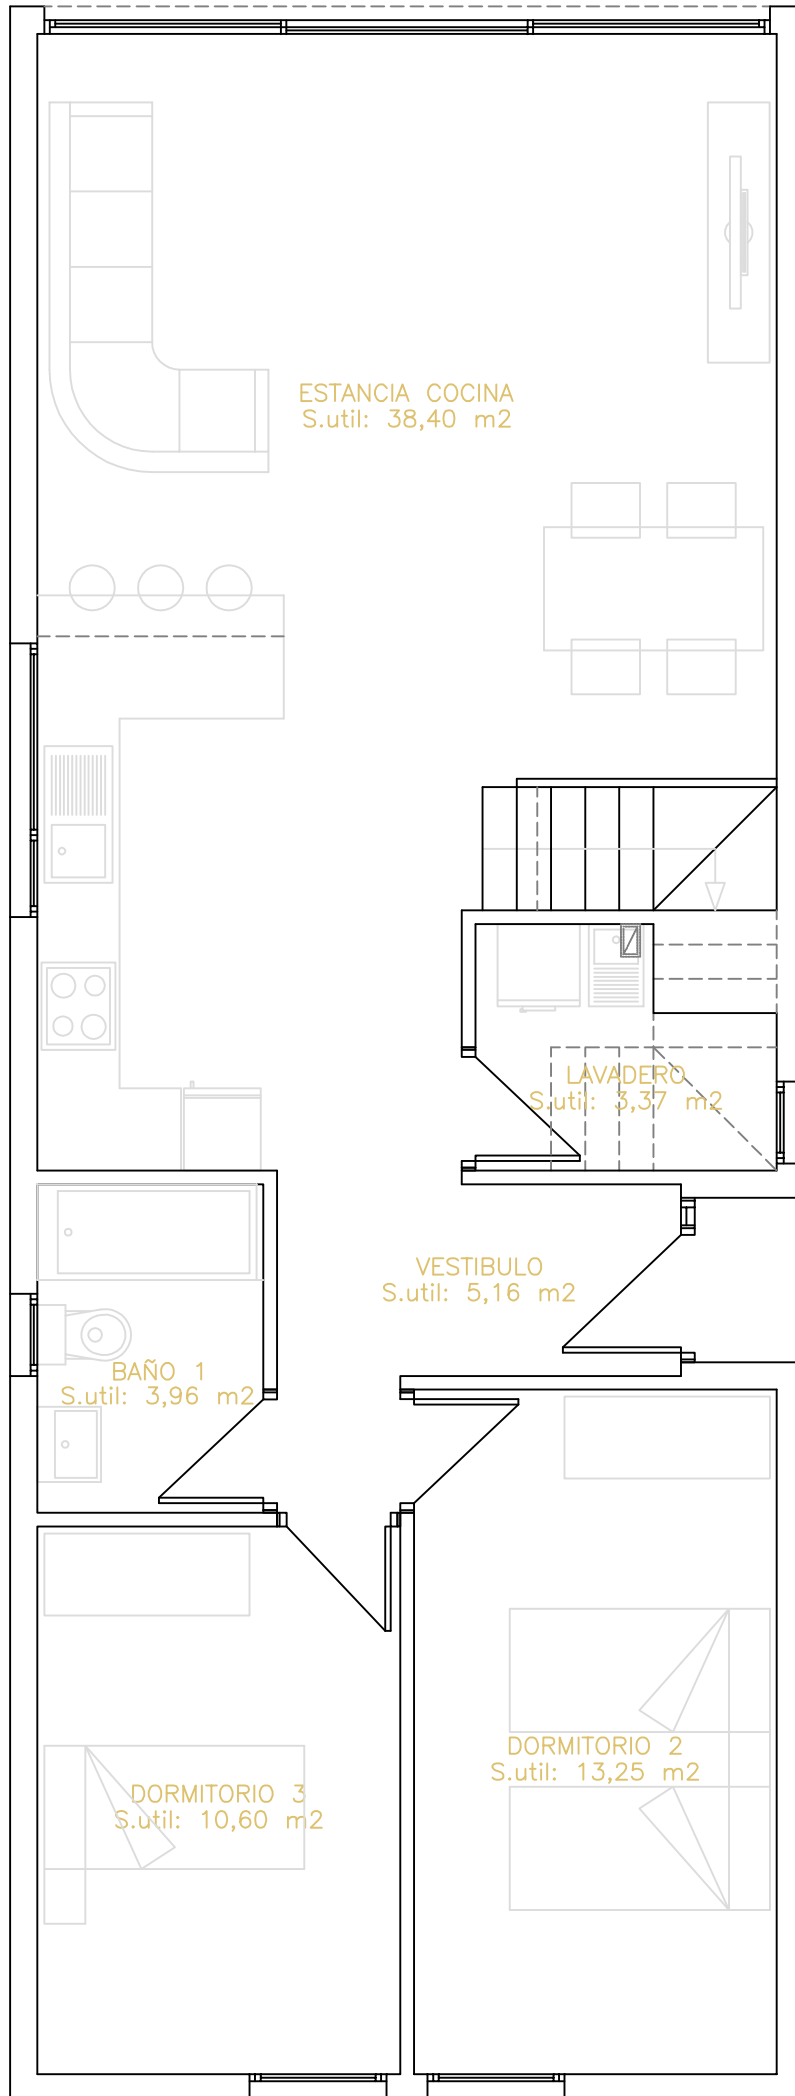 ESTANCIA COCINA
S.util: 38,40 m2
LAVADERO
S.util: 3,37 m2
VESTIBULO
S.util: 5,16 m2
BAÑO 1
S.util: 3,96 m2
DORMITORIO 2
S.util: 13,25 m2
DORMITORIO 3
S.util: 10,60 m2